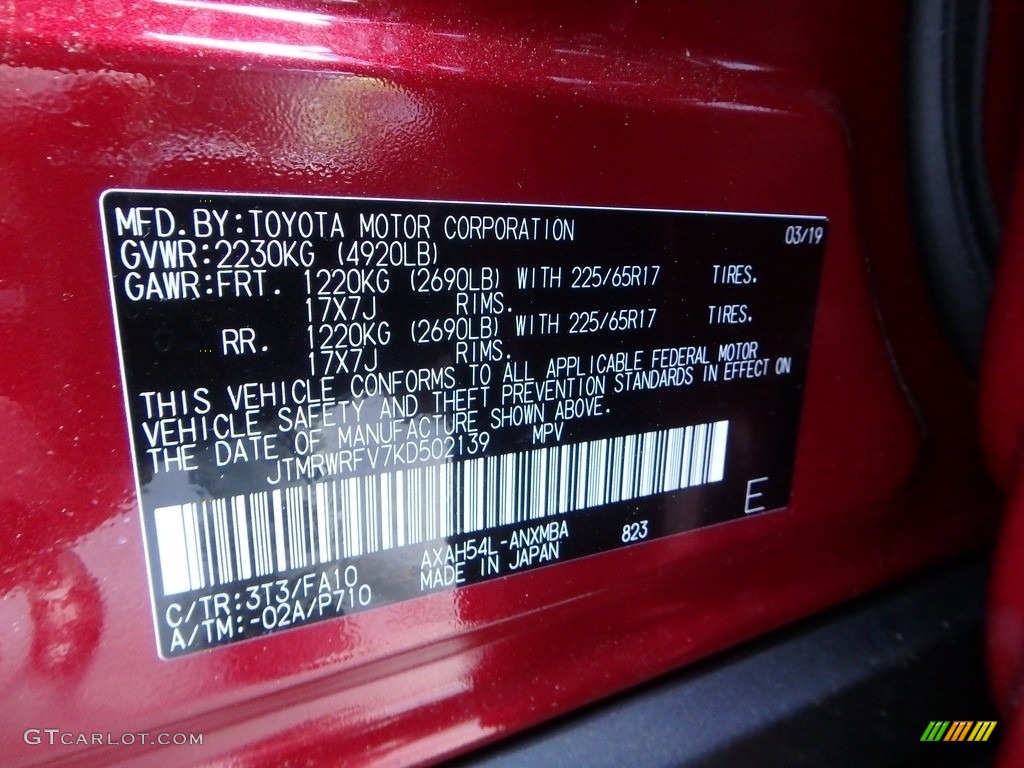 MFD. BY: TOYOTA MOTOR CORPORATION 03/19
GVWR: 2230KG (4920LB)
GAWR: FRT. 1220KG (2690LB) WITH 225/65R17 TIRES.
17X7J RIMS.
RR. 1220KG (2690LB) WITH 225/65R17 TIRES.
17X7J RIMS.
THIS VEHICLE CONFORMS TO ALL APPLICABLE FEDERAL MOTOR
VEHICLE SAFETY AND THEFT PREVENTION STANDARDS IN EFFECT ON
THE DATE OF MANUFACTURE SHOWN ABOVE.
JTMRWRFV7KD502139 MPV
E
C/TR: 3T3/FA10 AXAH54L-ANXMBA 823
A/TM: -02A/P710 MADE IN JAPAN
GTCARLOT.COM